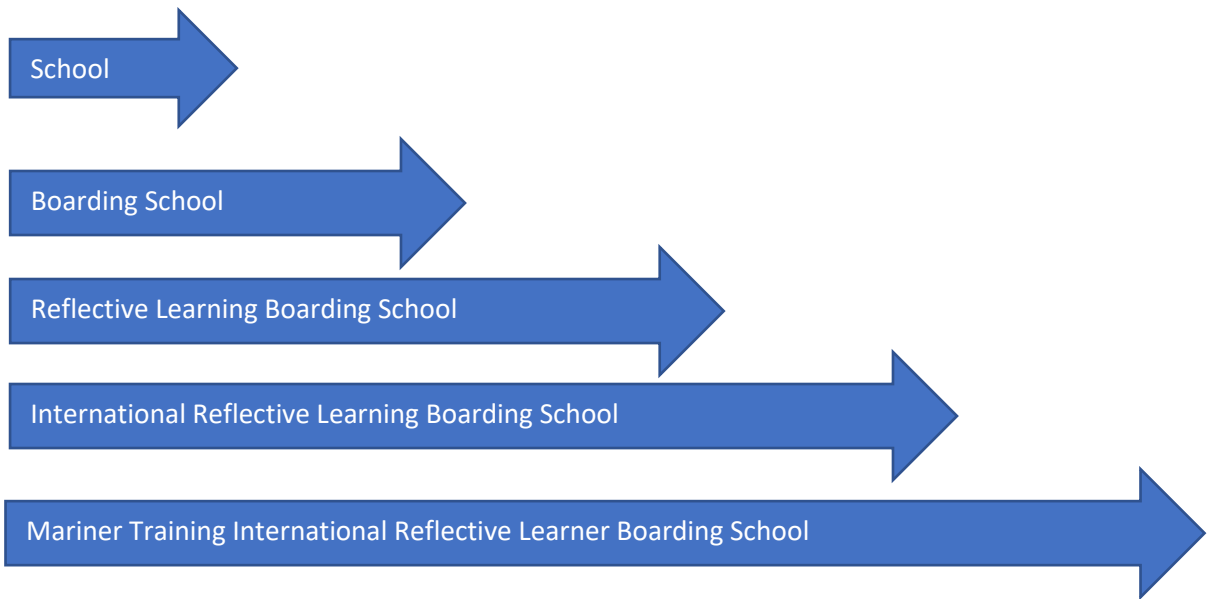 School
Boarding School
Reflective Learning Boarding School
International Reflective Learning Boarding School
Mariner Training International Reflective Learner Boarding School